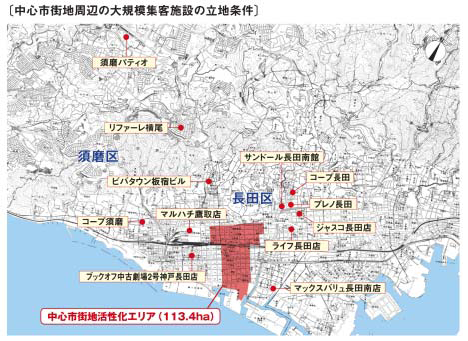 〔中心市街地周辺の大規模集客施設の立地条件〕
須磨パティオ
リファーレ横尾
須磨区
サンドール長田南館
コープ長田
ビバタウン板宿ビル
長田区
プレノ長田
コープ須磨
マルハチ鷹取店
ジャスコ長田店
ライフ長田店
ブックオフ中古劇場2号神戸長田店
マックスバリュ長田南店
中心市街地活性化エリア(113.4ha)